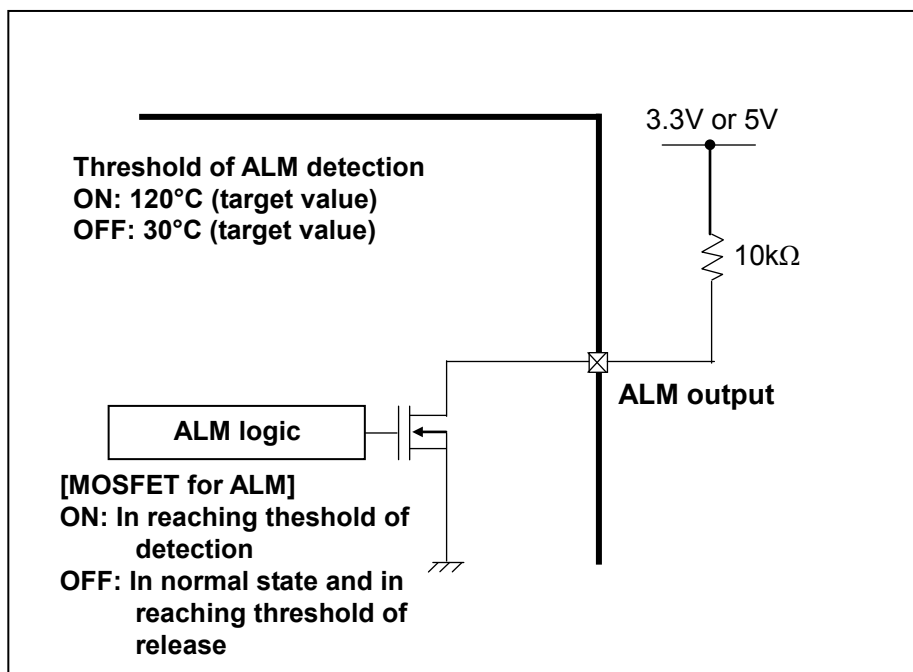 3.3V or 5V
Threshold of ALM detection
ON: 120°C (target value)
OFF: 30°C (target value)
10kΩ
ALM output
ALM logic
[MOSFET for ALM]
ON: In reaching theshold of
detection
OFF: In normal state and in
reaching threshold of
release